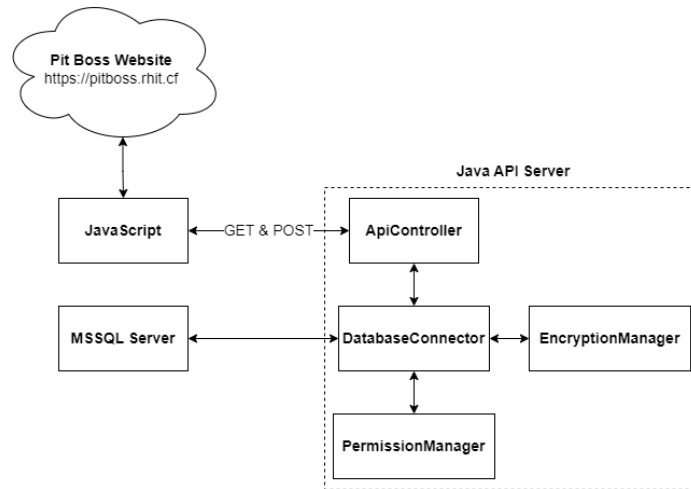 Pit Boss Website
https://pitboss.rhit.cf
Java API Server
JavaScript
GET & POST
ApiController
MSSQL Server
DatabaseConnector
EncryptionManager
PermissionManager